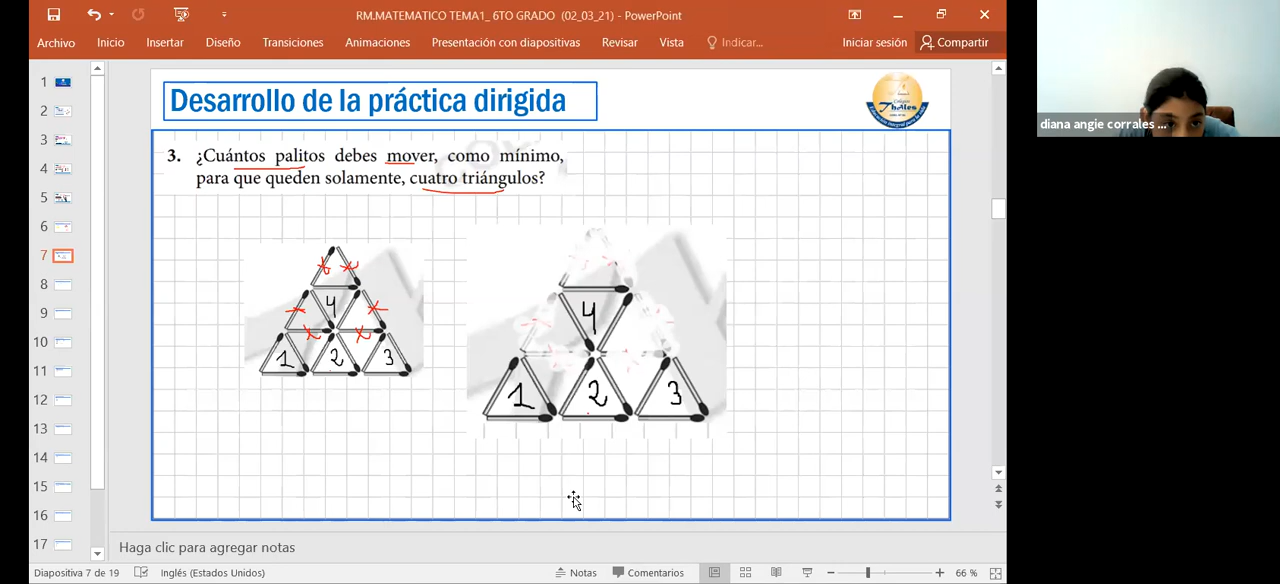 RM.MATEMATICO TEMA1_ 6TO GRADO (02_03_21) - PowerPoint
Archivo Inicio Insertar Diseño Transiciones Animaciones Presentación con diapositivas Revisar Vista Indicar... Iniciar sesión Compartir
diana angie corrales ...
Desarrollo de la práctica dirigida
Colegio
Thales
3. ¿Cuántos palitos debes mover, como mínimo,
para que queden solamente, cuatro triángulos?
4
1 2 3
4
1 2 3
1
2
3
4
5
6
7
8
9
10
11
12
13
14
15
16
17
Haga clic para agregar notas
Diapositiva 7 de 19 Inglés (Estados Unidos) Notas Comentarios 66 %